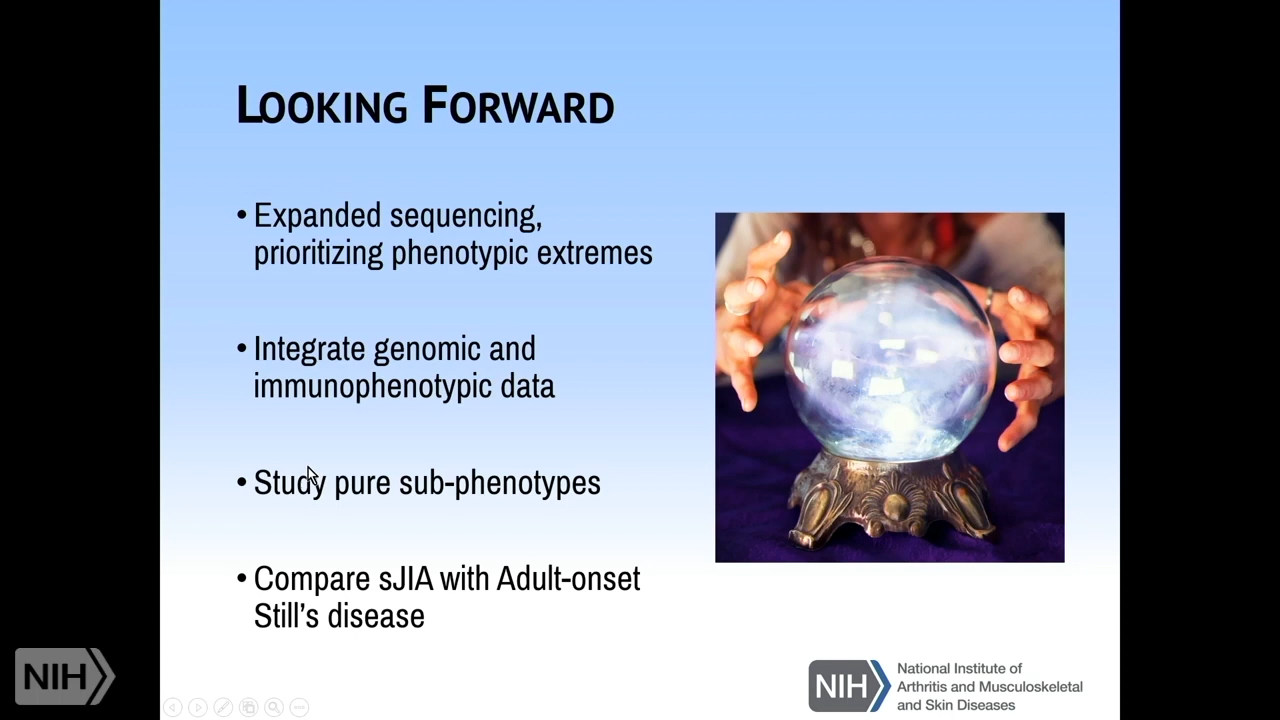 LOOKING FORWARD
• Expanded sequencing,
prioritizing phenotypic extremes
• Integrate genomic and
immunophenotypic data
• Study pure sub-phenotypes
• Compare sJIA with Adult-onset
Still’s disease
NIH
NIH
National Institute of
Arthritis and Musculoskeletal
and Skin Diseases